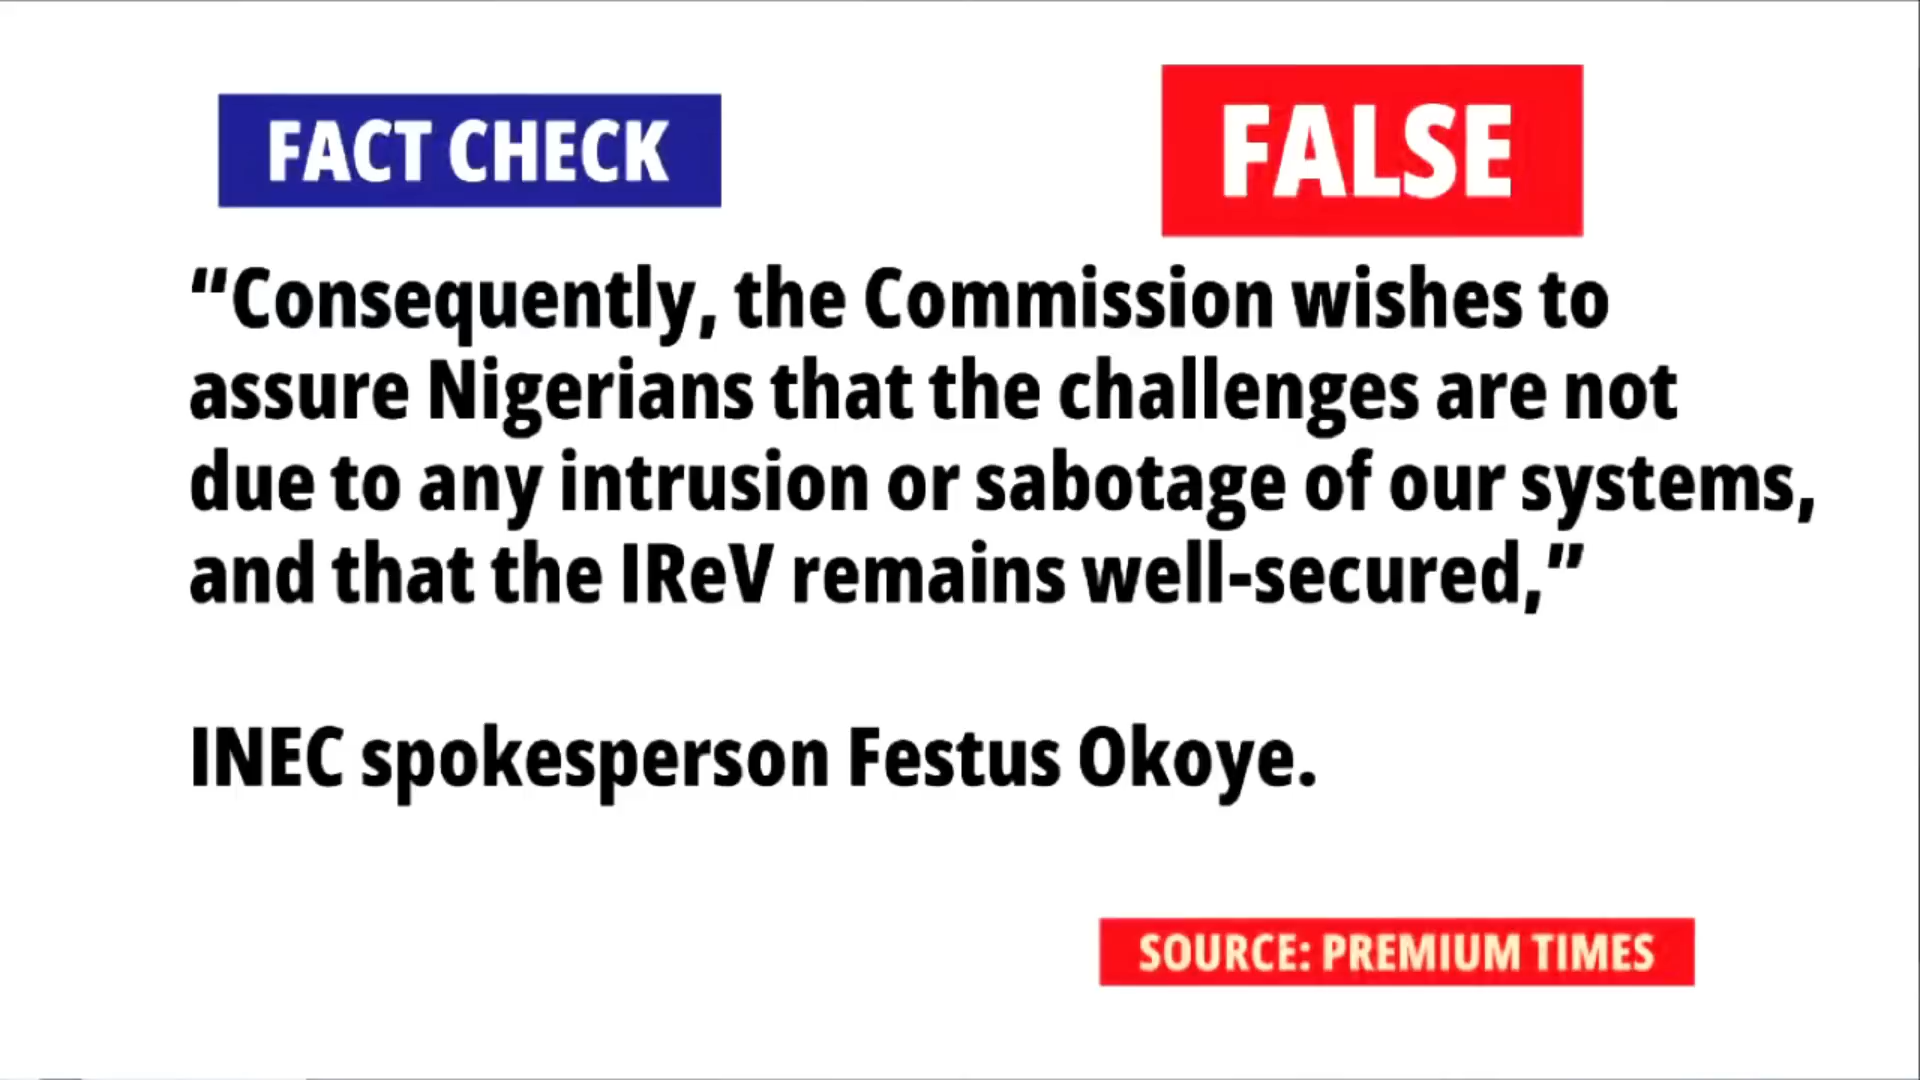 FACT CHECK
FALSE
“Consequently, the Commission wishes to
assure Nigerians that the challenges are not
due to any intrusion or sabotage of our systems,
and that the IReV remains well-secured,”
INEC spokesperson Festus Okoye.
SOURCE: PREMIUM TIMES